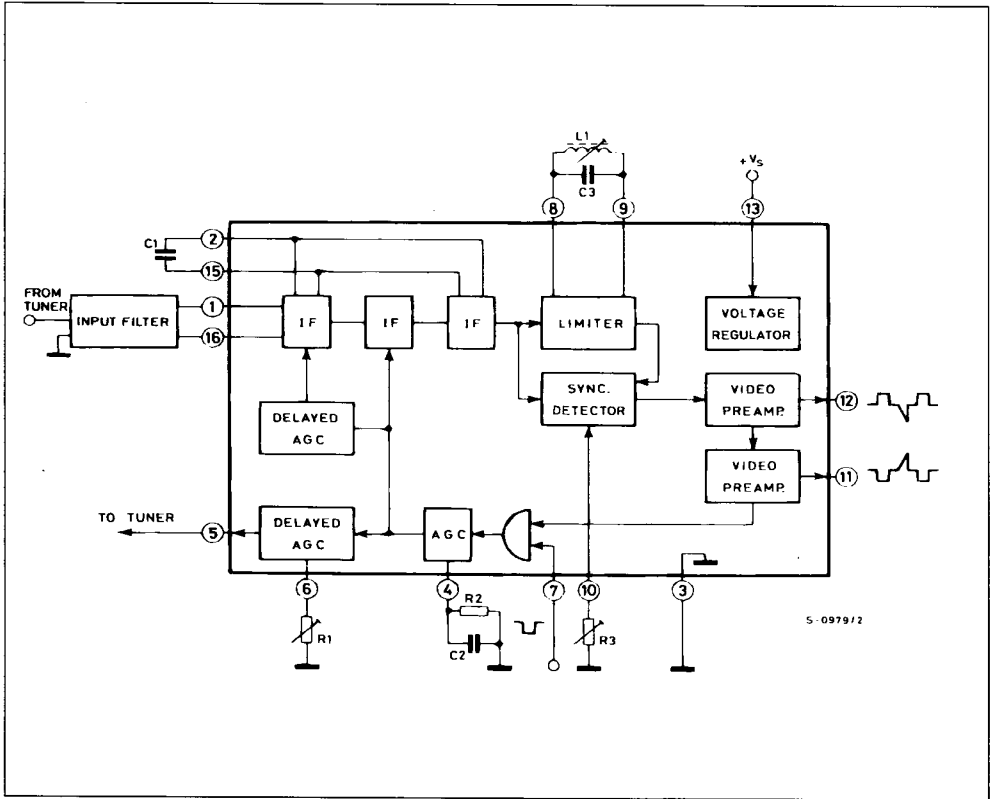 L1
+VS
C3
8
9
13
2
C1
15
FROM
TUNER
1
INPUT FILTER
16
IF
IF
IF
LIMITER
VOLTAGE
REGULATOR
SYNC.
DETECTOR
VIDEO
PREAMP.
12
DELAYED
AGC
VIDEO
PREAMP.
11
TO TUNER
5
DELAYED
AGC
AGC
6
4
7
10
3
R1
R2
C2
R3
S-0979/2